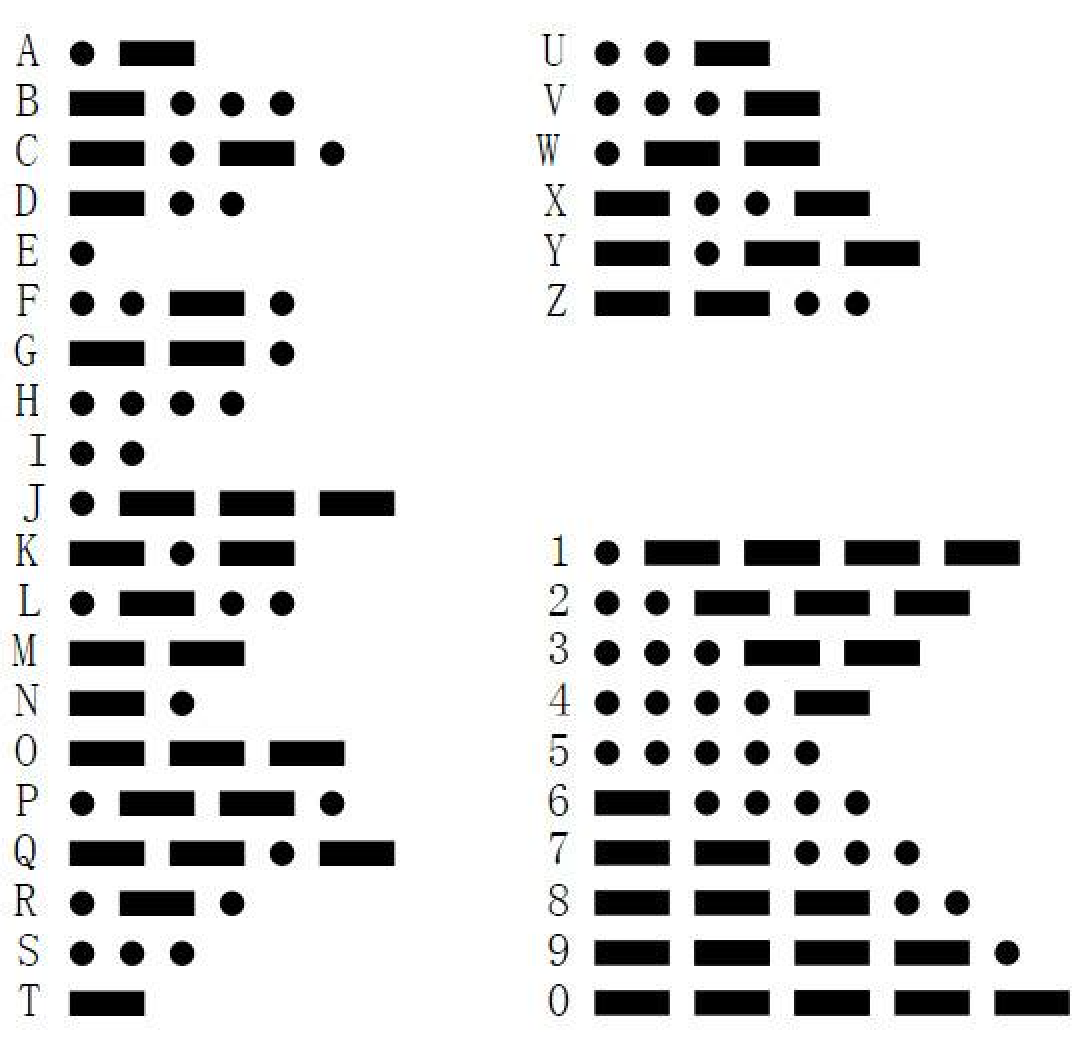 A ● ▬
B ▬ ● ● ●
C ▬ ● ▬ ●
D ▬ ● ●
E ●
F ● ● ▬ ●
G ▬ ▬ ●
H ● ● ● ●
I ● ●
J ● ▬ ▬ ▬
K ▬ ● ▬
L ● ▬ ● ●
M ▬ ▬
N ▬ ●
O ▬ ▬ ▬
P ● ▬ ▬ ●
Q ▬ ▬ ● ▬
R ● ▬ ●
S ● ● ●
T ▬
U ● ● ▬
V ● ● ● ▬
W ● ▬ ▬
X ▬ ● ● ▬
Y ▬ ● ▬ ▬
Z ▬ ▬ ● ●
1 ● ▬ ▬ ▬ ▬
2 ● ● ▬ ▬ ▬
3 ● ● ● ▬ ▬
4 ● ● ● ● ▬
5 ● ● ● ● ●
6 ▬ ● ● ● ●
7 ▬ ▬ ● ● ●
8 ▬ ▬ ▬ ● ●
9 ▬ ▬ ▬ ▬ ●
0 ▬ ▬ ▬ ▬ ▬